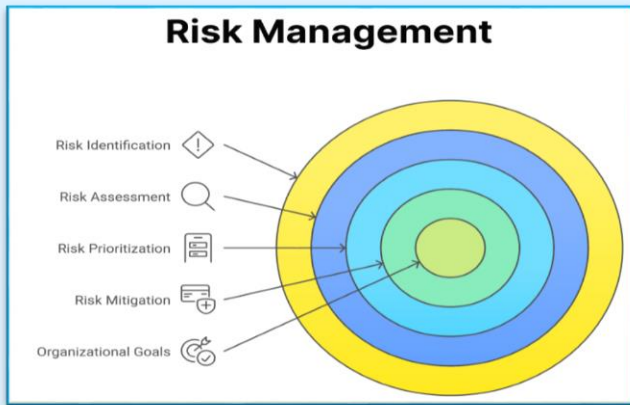 Risk Management
Risk Identification
Risk Assessment
Risk Prioritization
Risk Mitigation
Organizational Goals